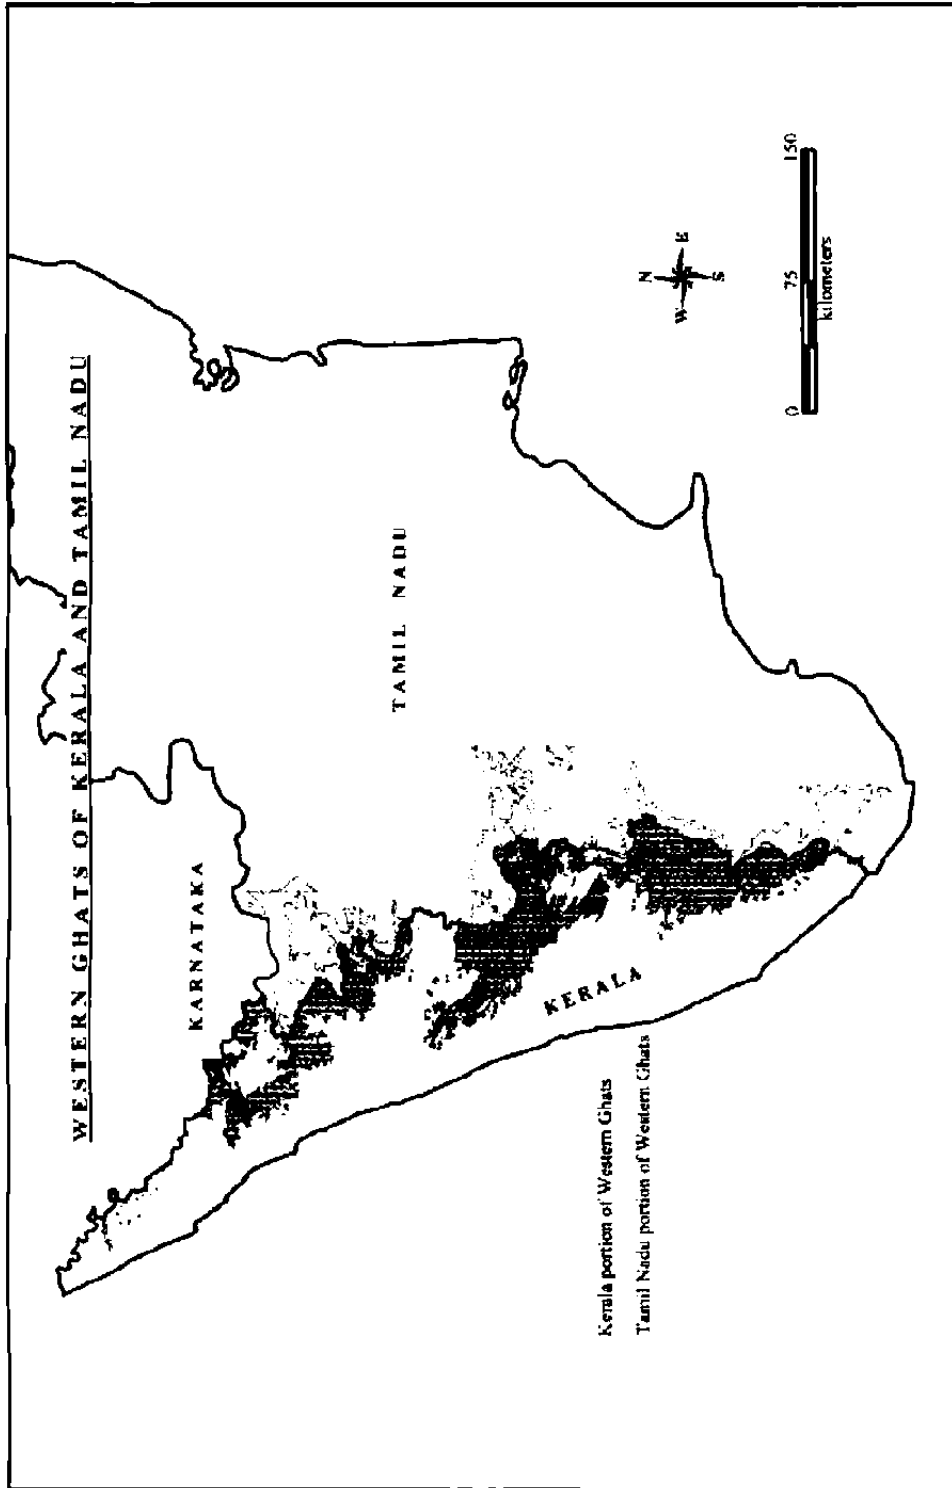 WESTERN GHATS OF KERALA AND TAMIL NADU
KARNATAKA
TAMIL NADU
KERALA
Kerala portion of Western Ghats
Tamil Nadu portion of Western Ghats
N
W
E
S
0 75 150
kilometers